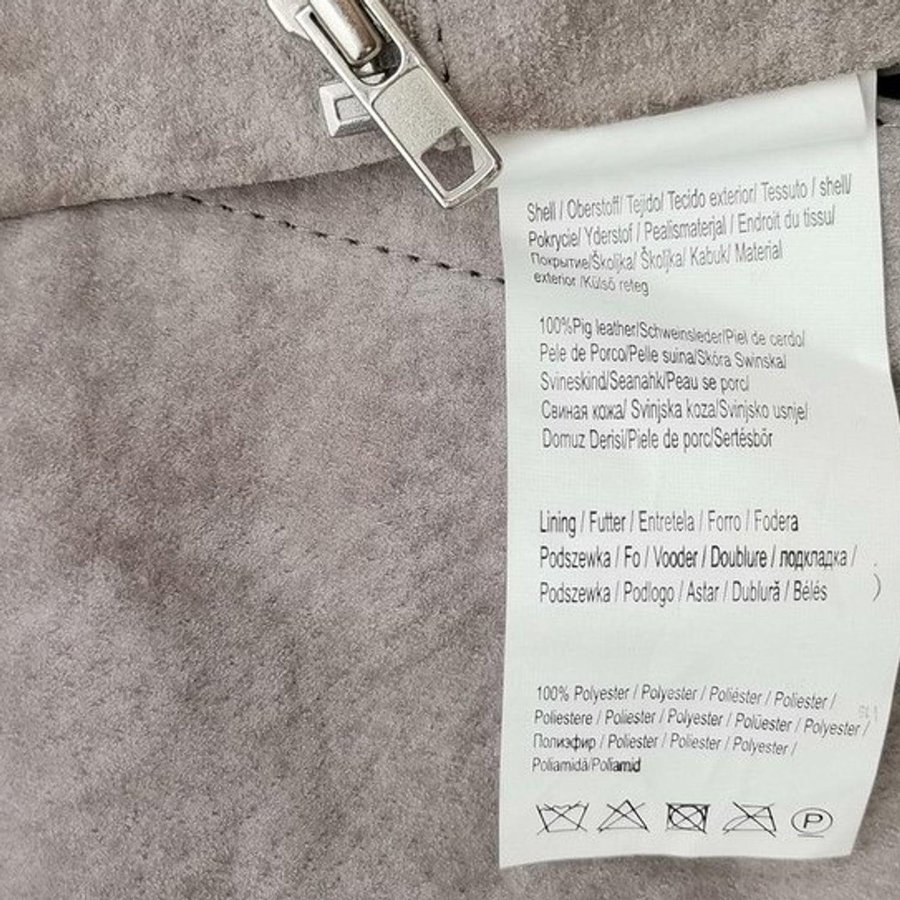 Shell / Oberstoff/ Tejido/ Tecido exterior/ Tessuto / shell/
Pokrycie/ Yderstof / Pealismaterjal / Endroit du tissu/
Покрытие/Školjka/ Školjka/ Kabuk/ Material
exterior /Külsö reteg
100%Pig leather/Schweinsleder/Piel de cerdo/
Pele de Porco/Pelle suina/Skóra Swinska/
Svineskind/Seanahk/Peau se porc/
Свиная кожа/ Svinjska koza/Svinjsko usnje/
Domuz Derisi/Piele de porc/Sertésbör
Lining / Futter / Entretela / Forro / Fodera
Podszewka / Fo / Vooder / Doublure / подкладка /
Podszewka / Podlogo / Astar / Dublură / Bélés
100% Polyester / Polyester / Poliéster / Poliester /
Poliestere / Poliester / Polyester / Polüester / Polyester /
Полиэфир / Poliester / Poliester / Polyester /
Poliamidă/Poliamid
P